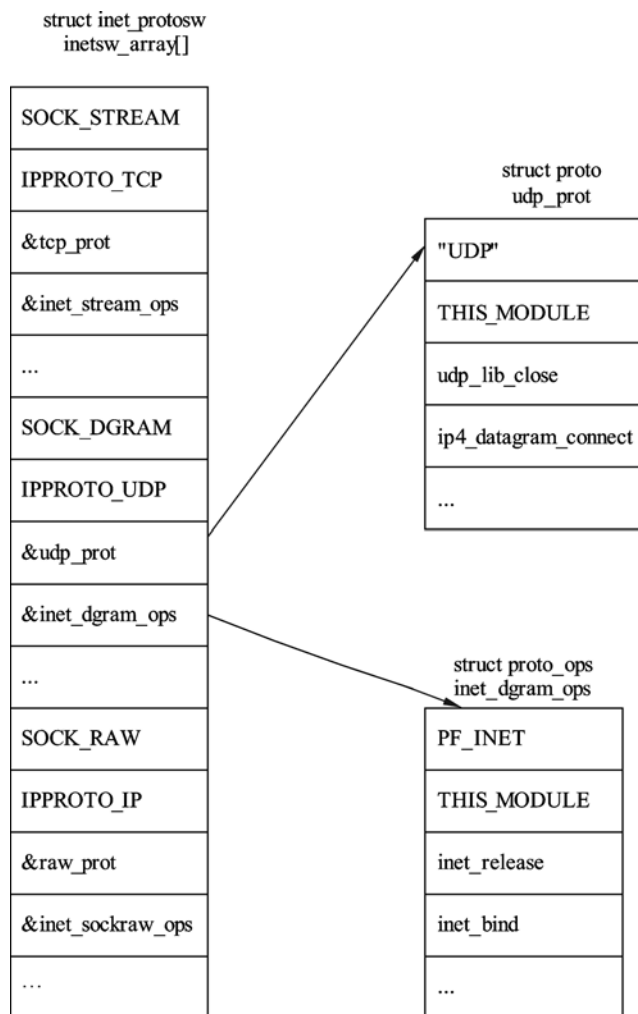 struct inet_protosw
inetsw_array[]
SOCK_STREAM
IPPROTO_TCP
&tcp_prot
&inet_stream_ops
...
SOCK_DGRAM
IPPROTO_UDP
&udp_prot
&inet_dgram_ops
...
SOCK_RAW
IPPROTO_IP
&raw_prot
&inet_sockraw_ops
...
struct proto
udp_prot
"UDP"
THIS_MODULE
udp_lib_close
ip4_datagram_connect
...
struct proto_ops
inet_dgram_ops
PF_INET
THIS_MODULE
inet_release
inet_bind
...